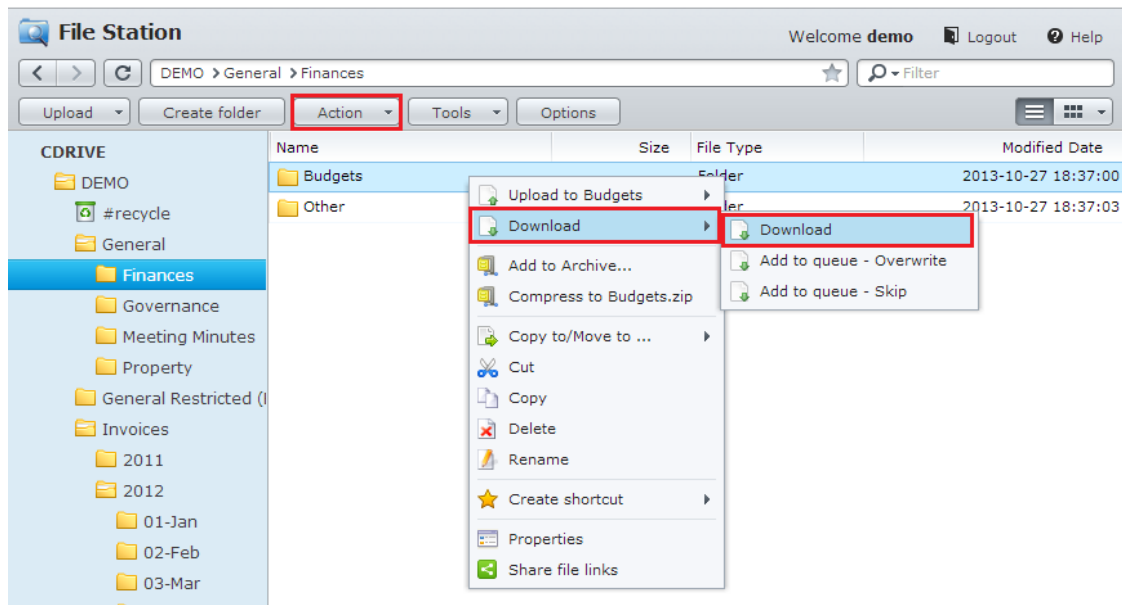 File Station
Welcome demo Logout Help
DEMO > General > Finances Filter
Upload Create folder Action Tools Options
CDRIVE
DEMO
#recycle
General
Finances
Governance
Meeting Minutes
Property
General Restricted (
Invoices
2011
2012
01-Jan
02-Feb
03-Mar
Name Size File Type Modified Date
Budgets Folder 2013-10-27 18:37:00
Other 2013-10-27 18:37:03
Upload to Budgets
Download
Add to Archive...
Compress to Budgets.zip
Copy to/Move to ...
Cut
Copy
Delete
Rename
Create shortcut
Properties
Share file links
Download
Add to queue - Overwrite
Add to queue - Skip